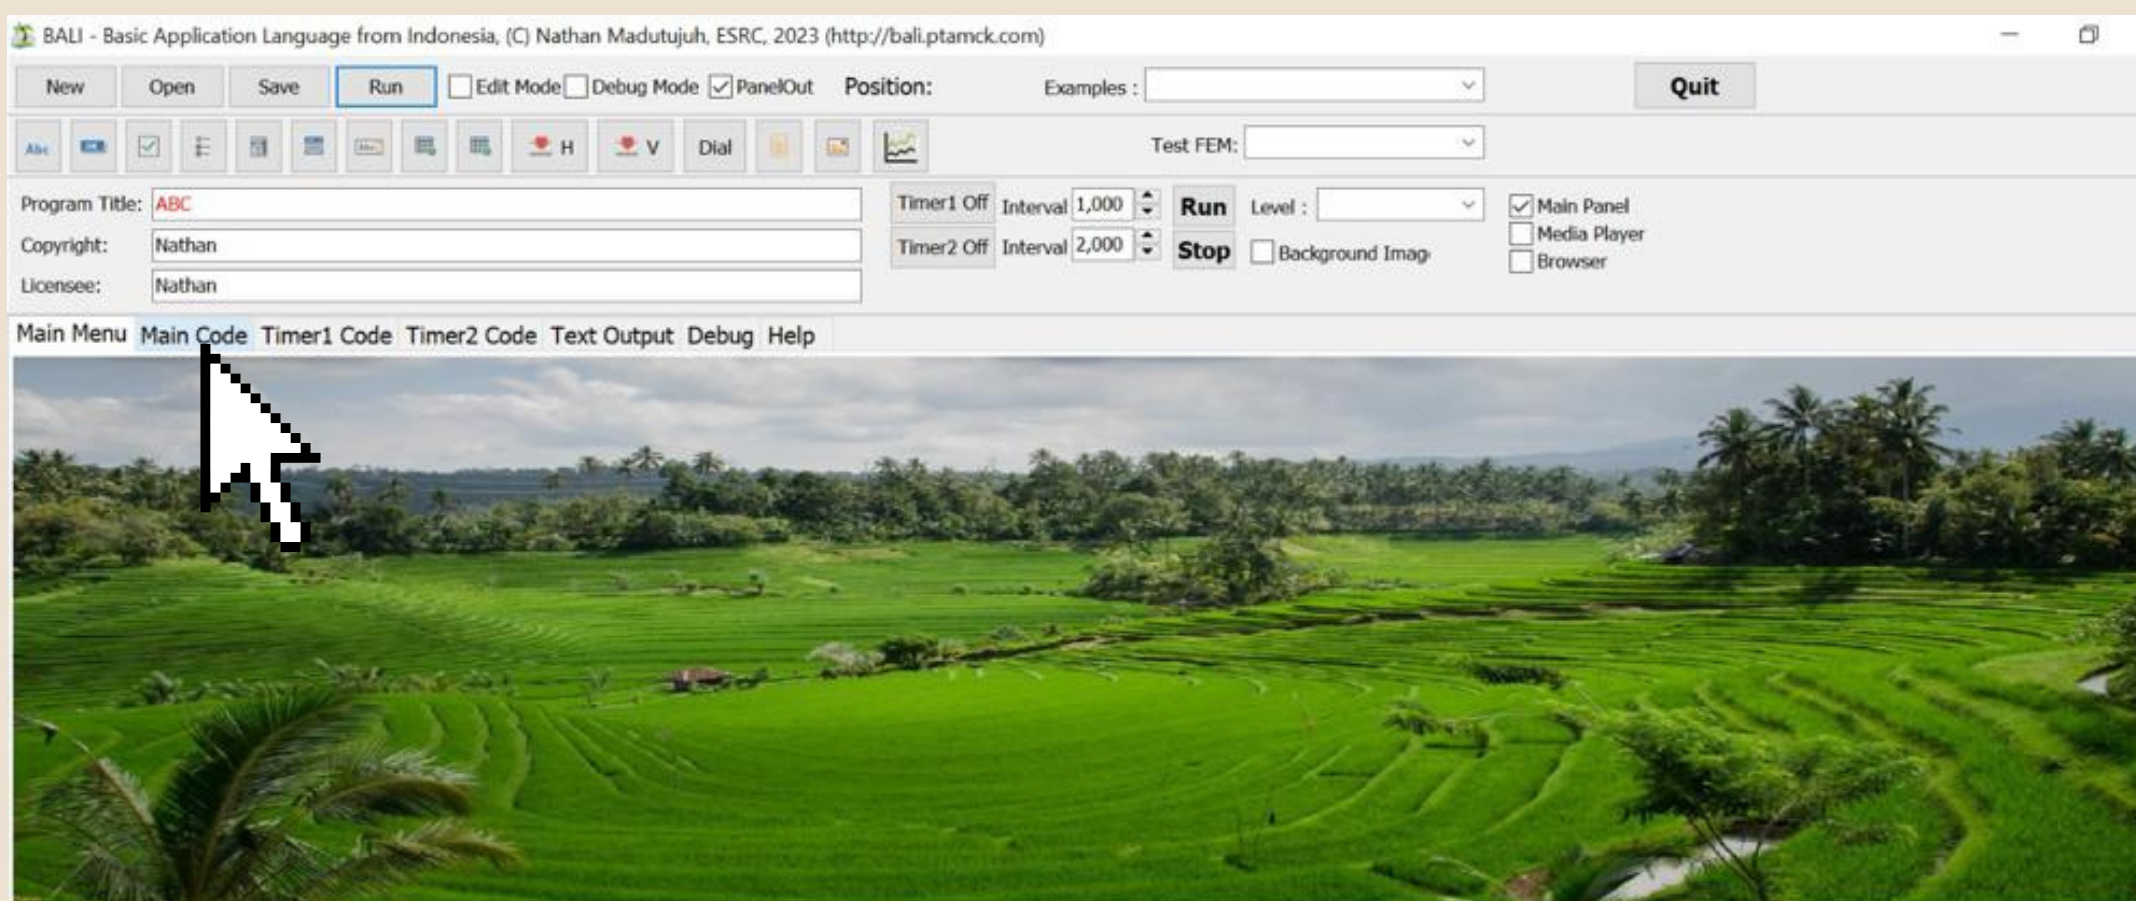 BALI - Basic Application Language from Indonesia, (C) Nathan Madutujuh, ESRC, 2023 (http://bali.ptamck.com)
New Open Save Run Edit Mode Debug Mode PanelOut Position: Examples : Quit
Abc H V Dial Test FEM:
Program Title: ABC Timer1 Off Interval 1,000 Run Level : Main Panel
Media Player
Copyright: Nathan Timer2 Off Interval 2,000 Stop Background Imag
Browser
Licensee: Nathan
Main Menu Main Code Timer1 Code Timer2 Code Text Output Debug Help